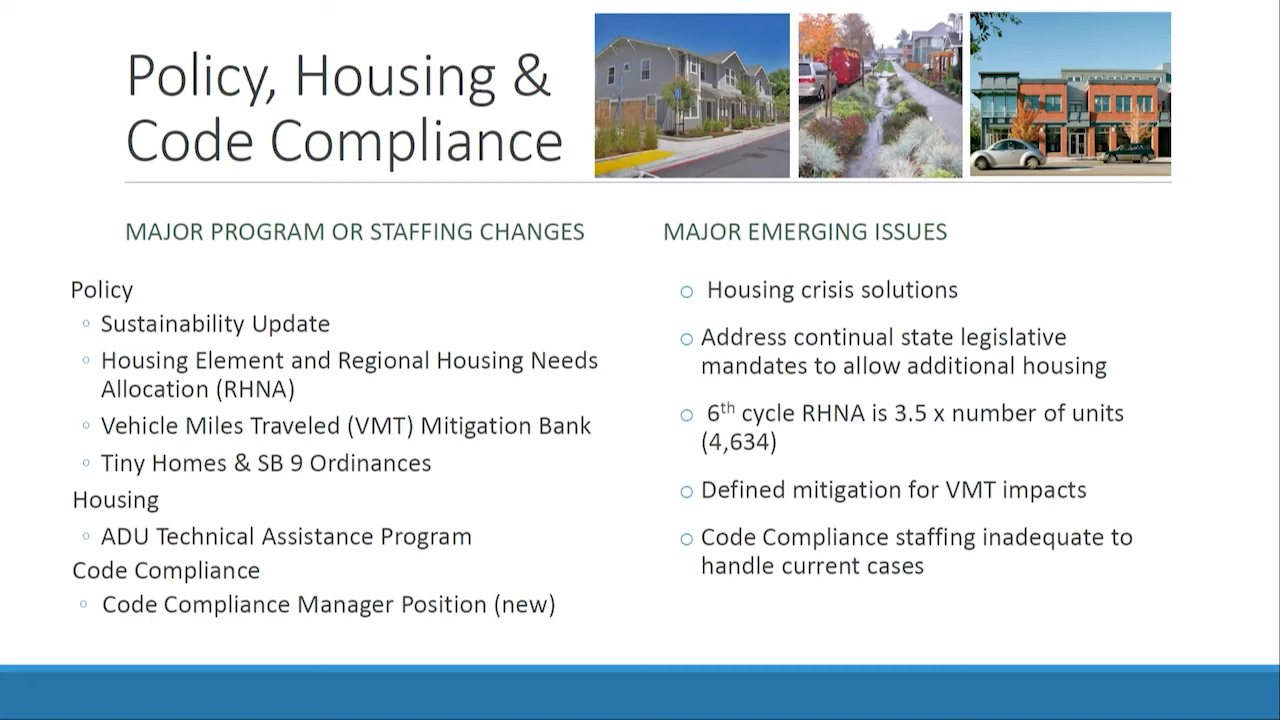 Policy, Housing &
Code Compliance
MAJOR PROGRAM OR STAFFING CHANGES
Policy
◦ Sustainability Update
◦ Housing Element and Regional Housing Needs
Allocation (RHNA)
◦ Vehicle Miles Traveled (VMT) Mitigation Bank
◦ Tiny Homes & SB 9 Ordinances
Housing
◦ ADU Technical Assistance Program
Code Compliance
◦ Code Compliance Manager Position (new)
MAJOR EMERGING ISSUES
o Housing crisis solutions
o Address continual state legislative
mandates to allow additional housing
o 6th cycle RHNA is 3.5 x number of units
(4,634)
o Defined mitigation for VMT impacts
o Code Compliance staffing inadequate to
handle current cases